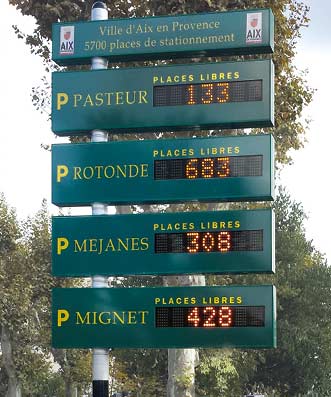 Ville d'Aix en Provence
AIX 5700 places de stationnement AIX
PLACES LIBRES
P PASTEUR 133
PLACES LIBRES
P ROTONDE 683
PLACES LIBRES
P MEJANES 308
PLACES LIBRES
P MIGNET 428